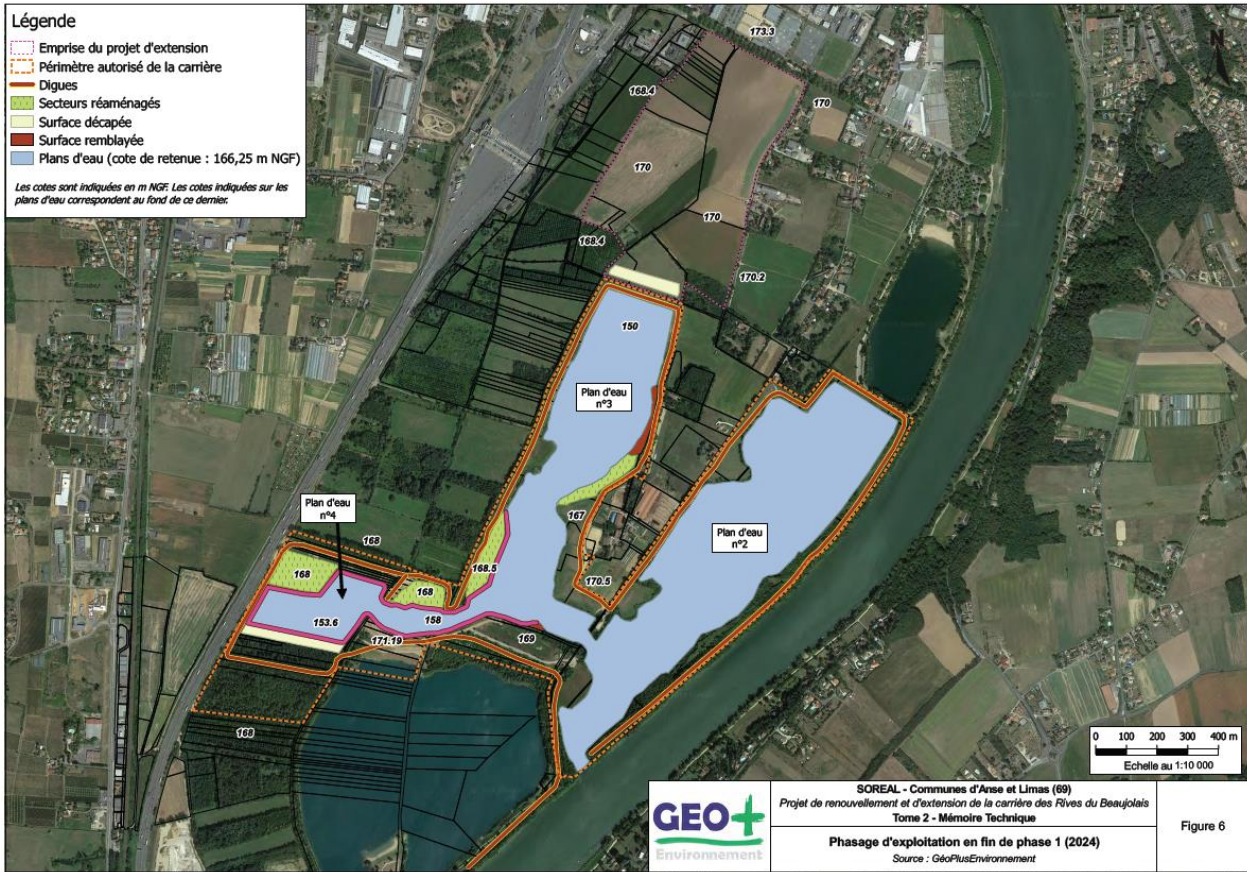 Légende
Emprise du projet d'extension
Périmètre autorisé de la carrière
Digues
Secteurs réaménagés
Surface décapée
Surface remblayée
Plans d'eau (cote de retenue : 166,25 m NGF)
Les cotes sont indiquées en m NGF. Les cotes indiquées sur les
plans d'eau correspondent au fond de ce dernier.
N
173.3
168.4
170
170
170
168.4
170.2
150
Plan d'eau
n°3
Plan d'eau
n°4
168
167
Plan d'eau
n°2
168.5
168
168
170.5
153.6
158
171.19
169
168
0 100 200 300 400 m
Echelle au 1:10 000
GEO+
Environnement
SOREAL - Communes d'Anse et Limas (69)
Projet de renouvellement et d'extension de la carrière des Rives du Beaujolais
Tome 2 - Mémoire Technique
Phasage d'exploitation en fin de phase 1 (2024)
Source : GéoPlusEnvironnement
Figure 6